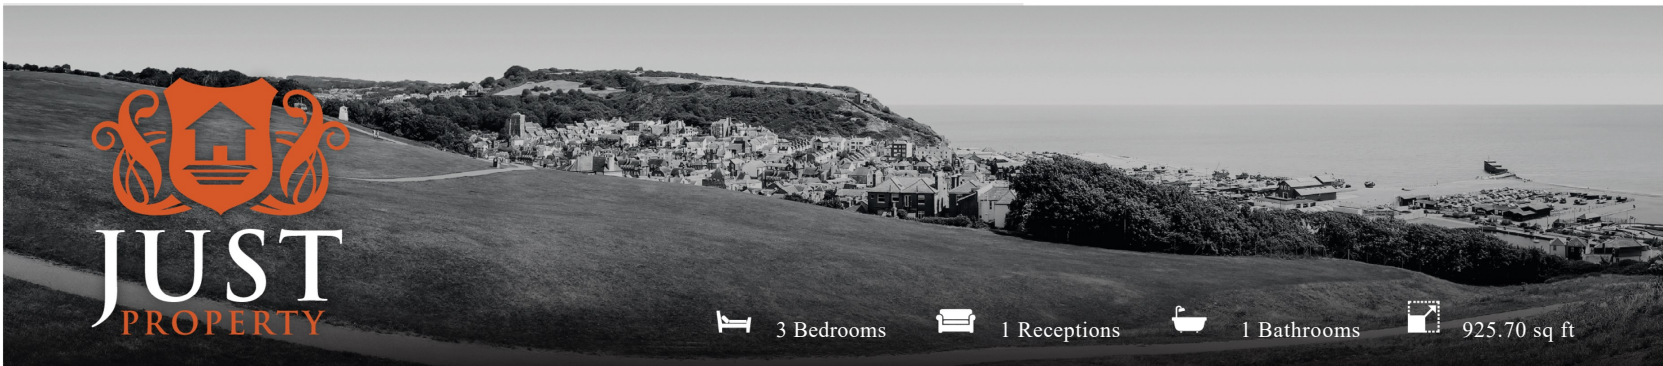 JUST
PROPERTY
3 Bedrooms
1 Receptions
1 Bathrooms
925.70 sq ft